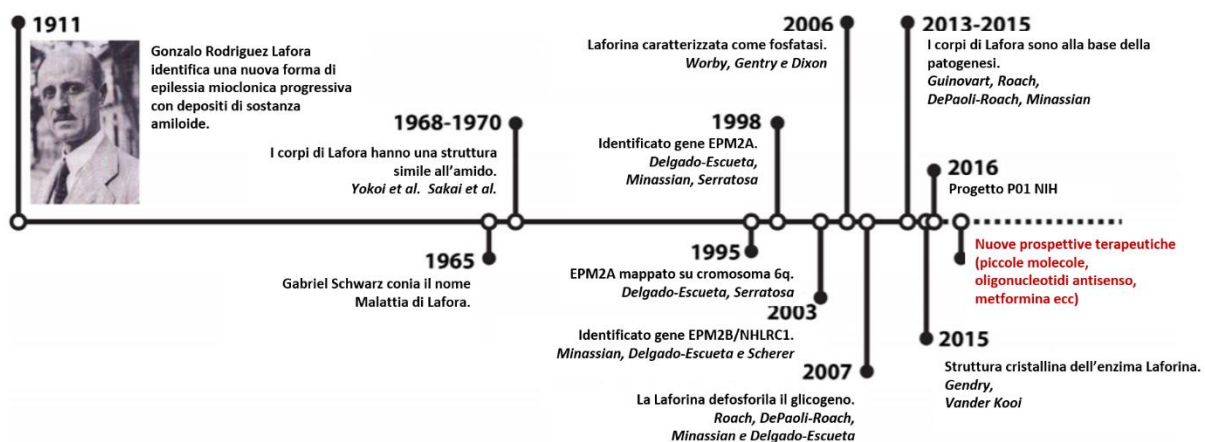 1911
Gonzalo Rodriguez Lafora
identifica una nuova forma di
epilessia mioclonica progressiva
con depositi di sostanza
amiloide.
1965
Gabriel Schwarz conia il nome
Malattia di Lafora.
1968-1970
I corpi di Lafora hanno una struttura
simile all’amido.
Yokoi et al. Sakai et al.
1995
EPM2A mappato su cromosoma 6q.
Delgado-Escueta, Serratosa
1998
Identificato gene EPM2A.
Delgado-Escueta,
Minassian, Serratosa
2003
Identificato gene EPM2B/NHLRC1.
Minassian, Delgado-Escueta e Scherer
2006
Laforina caratterizzata come fosfatasi.
Worby, Gentry e Dixon
2007
La Laforina defosforila il glicogeno.
Roach, DePaoli-Roach,
Minassian e Delgado-Escueta
2013-2015
I corpi di Lafora sono alla base della
patogenesi.
Guinovart, Roach,
DePaoli-Roach, Minassian
2015
Struttura cristallina dell’enzima Laforina.
Gendry,
Vander Kooi
2016
Progetto P01 NIH
Nuove prospettive terapeutiche
(piccole molecole,
oligonucleotidi antisenso,
metformina ecc)